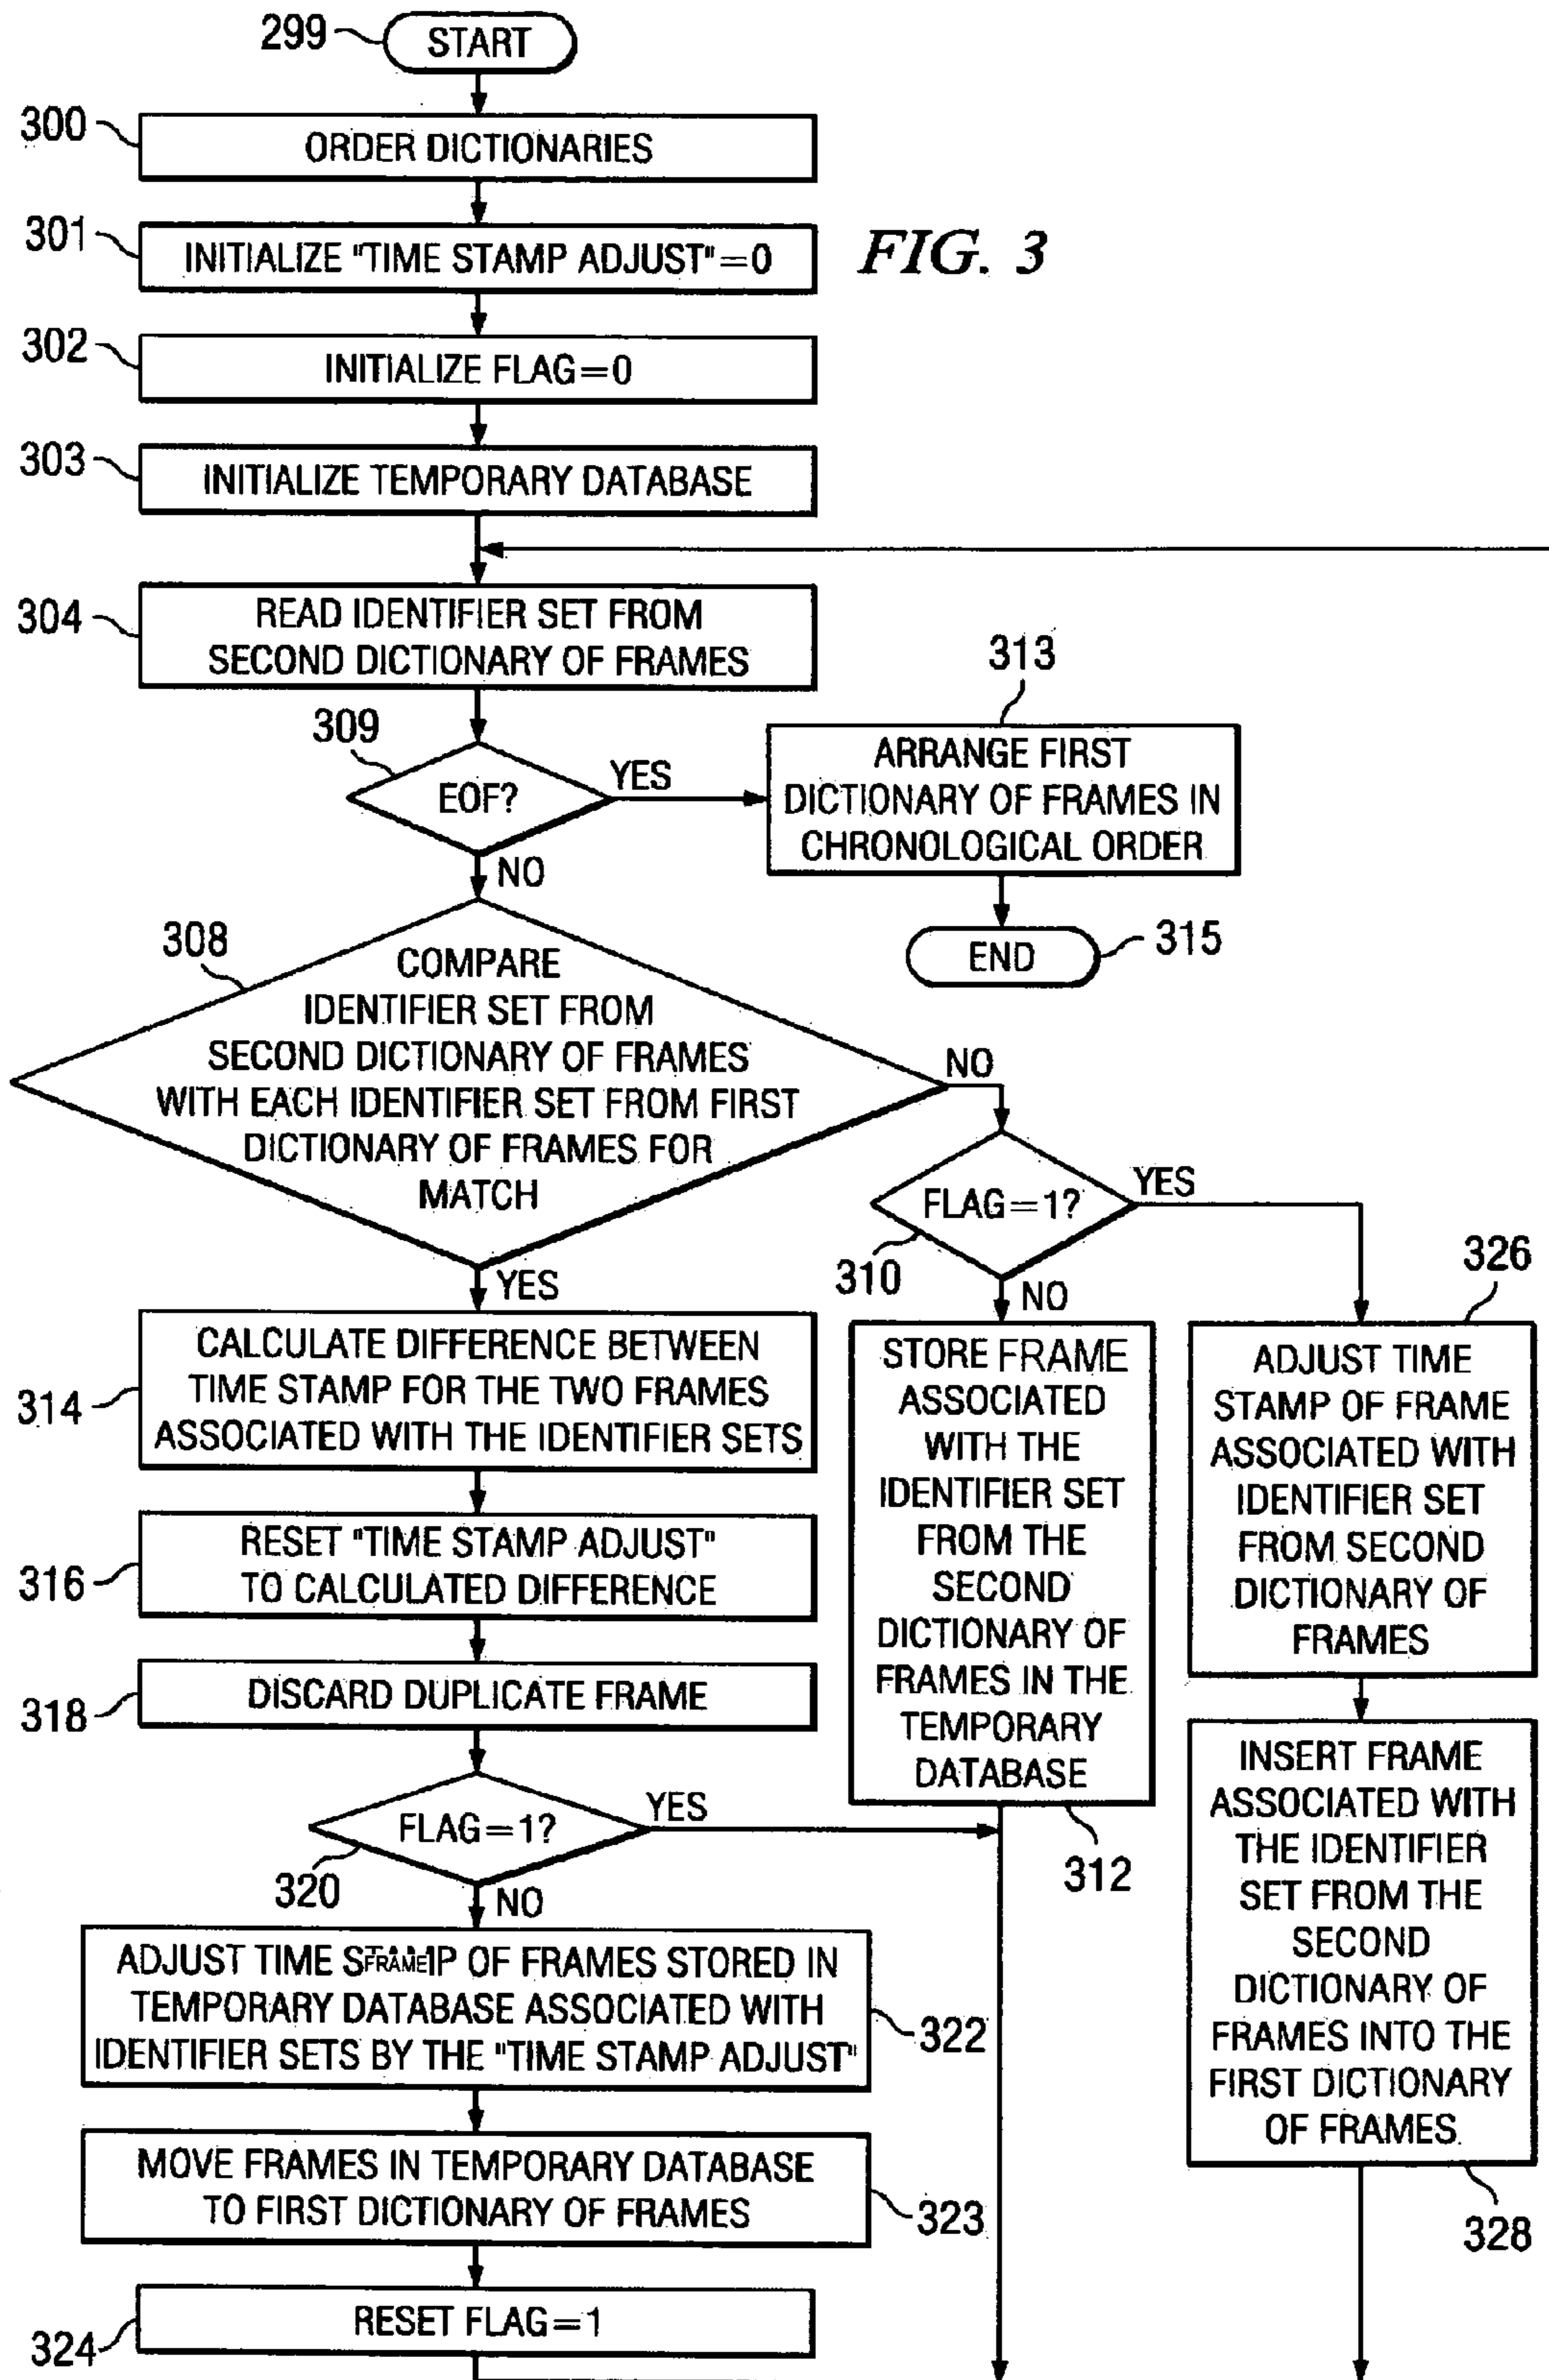 299
START
300
ORDER DICTIONARIES
301
INITIALIZE "TIME STAMP ADJUST"=0
FIG. 3
302
INITIALIZE FLAG=0
303
INITIALIZE TEMPORARY DATABASE
304
READ IDENTIFIER SET FROM
SECOND DICTIONARY OF FRAMES
309
EOF?
YES
NO
313
ARRANGE FIRST
DICTIONARY OF FRAMES IN
CHRONOLOGICAL ORDER
END
315
308
COMPARE
IDENTIFIER SET FROM
SECOND DICTIONARY OF FRAMES
WITH EACH IDENTIFIER SET FROM FIRST
DICTIONARY OF FRAMES FOR
MATCH
NO
YES
FLAG=1?
YES
310
NO
314
CALCULATE DIFFERENCE BETWEEN
TIME STAMP FOR THE TWO FRAMES
ASSOCIATED WITH THE IDENTIFIER SETS
316
RESET "TIME STAMP ADJUST"
TO CALCULATED DIFFERENCE
318
DISCARD DUPLICATE FRAME
FLAG=1?
YES
320
NO
STORE FRAME
ASSOCIATED
WITH THE
IDENTIFIER SET
FROM THE
SECOND
DICTIONARY OF
FRAMES IN THE
TEMPORARY
DATABASE
312
326
ADJUST TIME
STAMP OF FRAME
ASSOCIATED WITH
IDENTIFIER SET
FROM SECOND
DICTIONARY OF
FRAMES
INSERT FRAME
ASSOCIATED WITH
THE IDENTIFIER
SET FROM THE
SECOND
DICTIONARY OF
FRAMES INTO THE
FIRST DICTIONARY
OF FRAMES
328
ADJUST TIME OF FRAMES STORED IN
TEMPORARY DATABASE ASSOCIATED WITH
IDENTIFIER SETS BY THE "TIME STAMP ADJUST"
322
MOVE FRAMES IN TEMPORARY DATABASE
TO FIRST DICTIONARY OF FRAMES
323
RESET FLAG=1
324